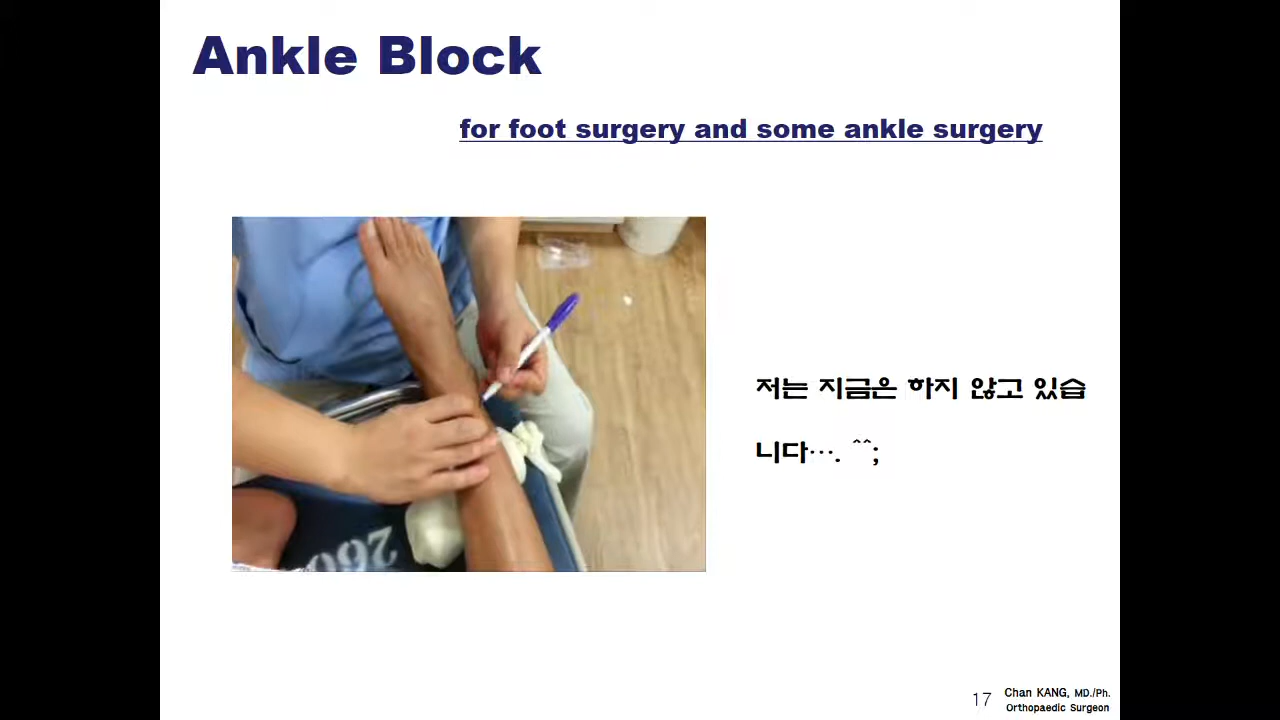 Ankle Block
for foot surgery and some ankle surgery
저는 지금은 하지 않고 있습
니다…. ^^;
260
17
Chan KANG, MD./Ph.
Orthopaedic Surgeon